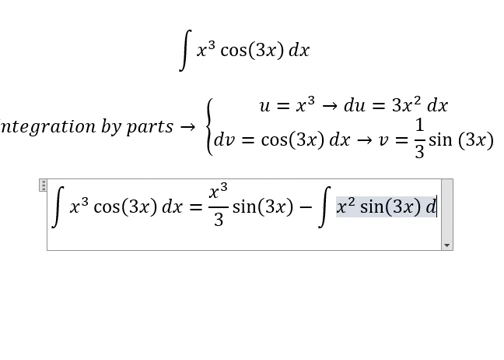 ∫ x³ cos(3x) dx
ntegration by parts → { u = x³ → du = 3x² dx
dv = cos(3x) dx → v = 1/3 sin (3x)
∫ x³ cos(3x) dx = x³/3 sin(3x) − ∫ x² sin(3x) d